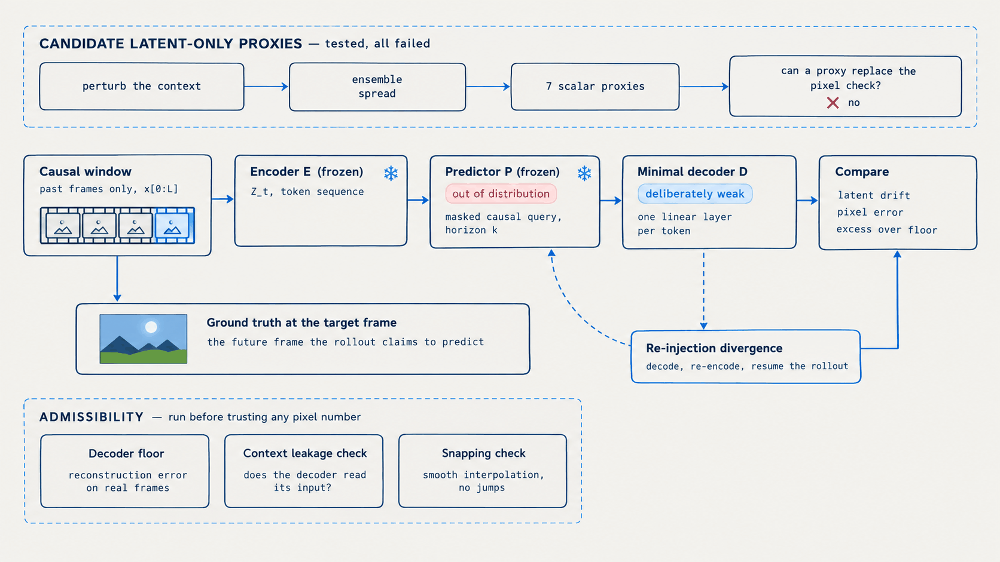 CANDIDATE LATENT-ONLY PROXIES — tested, all failed
perturb the context
ensemble
spread
7 scalar proxies
can a proxy replace the
pixel check?
no
Causal window
past frames only, x[0:L]
Encoder E (frozen)
Z_t, token sequence
Predictor P (frozen)
out of distribution
masked causal query,
horizon k
Minimal decoder D
deliberately weak
one linear layer
per token
Compare
latent drift
pixel error
excess over floor
Ground truth at the target frame
the future frame the rollout claims to predict
Re-injection divergence
decode, re-encode, resume the rollout
ADMISSIBILITY — run before trusting any pixel number
Decoder floor
reconstruction error
on real frames
Context leakage check
does the decoder read
its input?
Snapping check
smooth interpolation,
no jumps